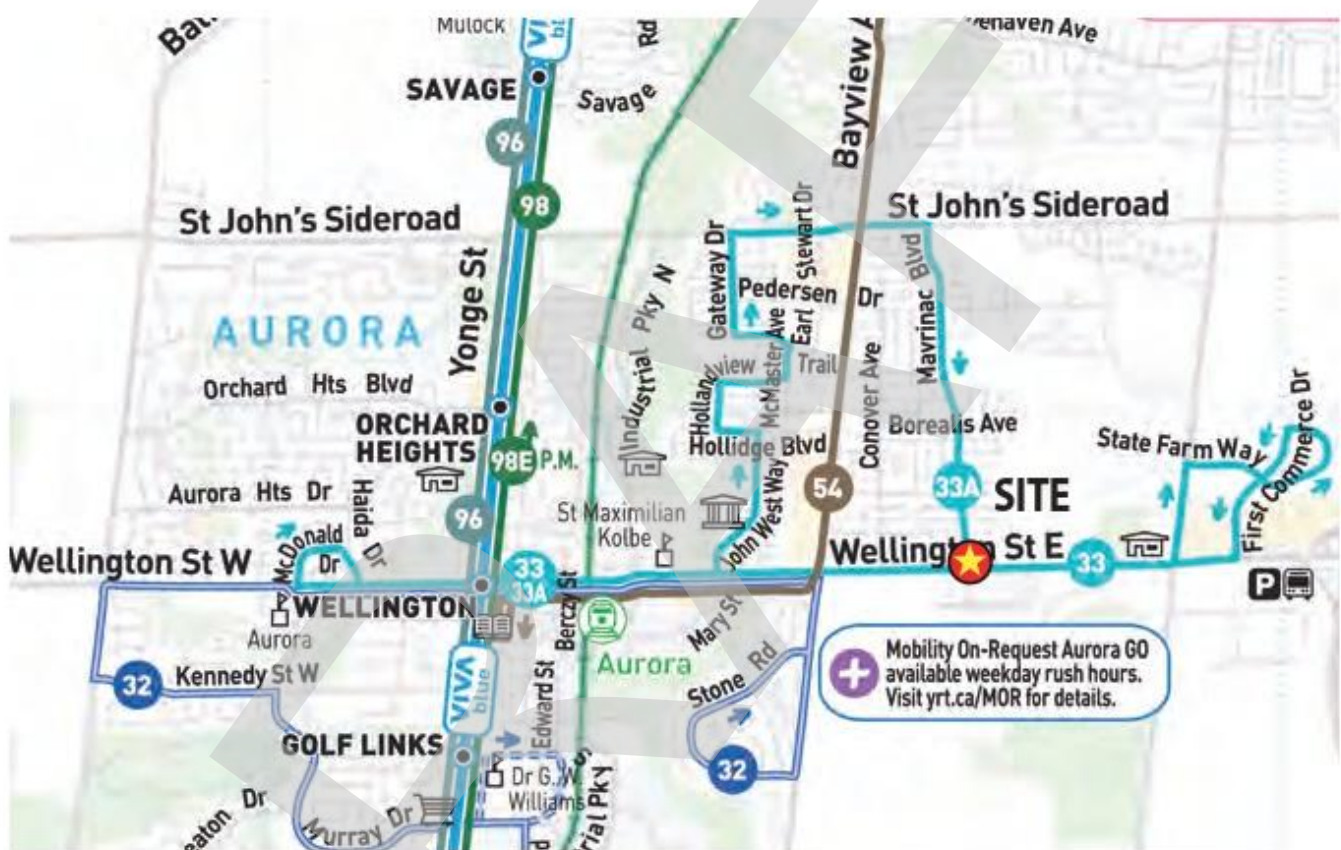 Mulock
Rd
SAVAGE
Savage
96
98
Bayview
St John's Sideroad
St John's Sideroad
Yonge St
AURORA
Gateway Dr
Earl Stewart Dr
Pedersen Dr
Mavrinac Blvd
Industrial Pky N
McMaster Ave
Hollandview Trail
Conover Ave
Orchard Hts Blvd
ORCHARD
HEIGHTS
98E P.M.
Hollidge Blvd
Borealis Ave
State Farm Way
First Commerce Dr
Aurora Hts Dr
Haida Dr
96
54
33A
SITE
St Maximilian
Kolbe
John West Way
McDonald
Dr
Wellington St W
33
33A
Wellington St E
33
P
WELLINGTON
Berczy St
Mary St
Aurora
Aurora
Stone Rd
Mobility On-Request Aurora GO
available weekday rush hours.
Visit yrt.ca/MOR for details.
32
Kennedy St W
VIVA
blue
Edward St
GOLF LINKS
32
Dr G.W.
Williams
Murray Dr
eaton Dr
rial Pky S
DRAFT